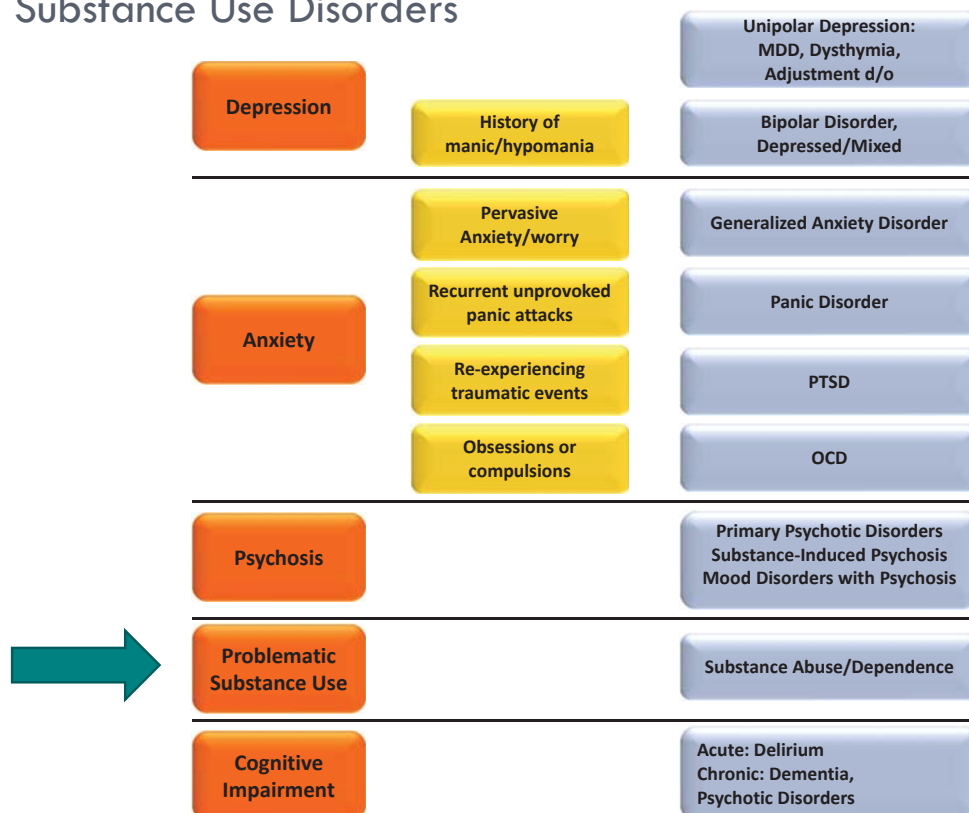 Substance Use Disorders
Unipolar Depression:
MDD, Dysthymia,
Adjustment d/o
Depression
History of
manic/hypomania
Bipolar Disorder,
Depressed/Mixed
Pervasive
Anxiety/worry
Generalized Anxiety Disorder
Recurrent unprovoked
panic attacks
Panic Disorder
Anxiety
Re-experiencing
traumatic events
PTSD
Obsessions or
compulsions
OCD
Psychosis
Primary Psychotic Disorders
Substance-Induced Psychosis
Mood Disorders with Psychosis
Problematic
Substance Use
Substance Abuse/Dependence
Cognitive
Impairment
Acute: Delirium
Chronic: Dementia,
Psychotic Disorders